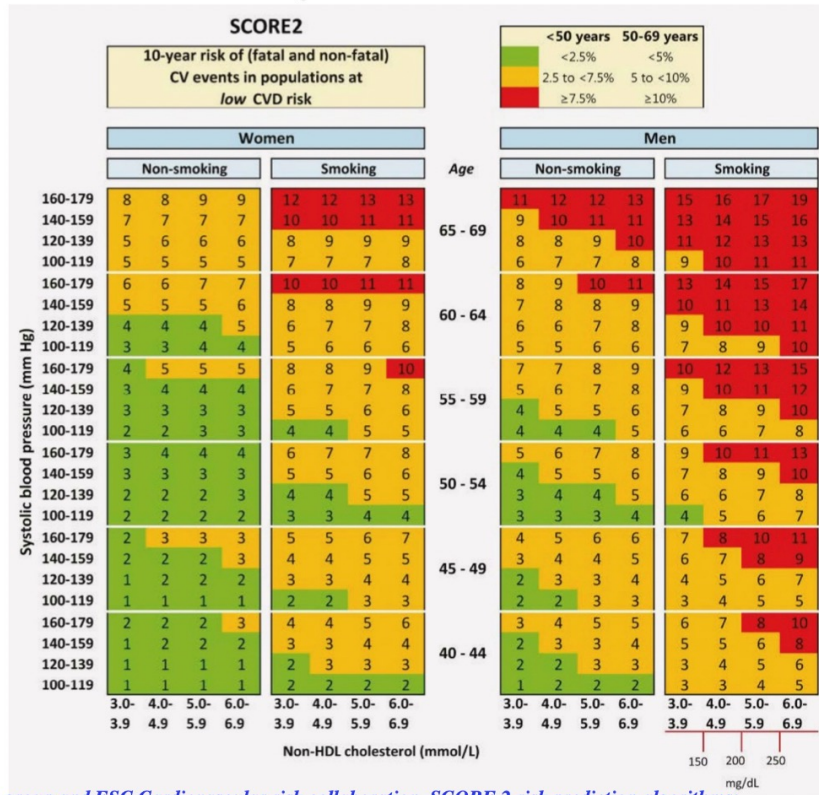 SCORE2
10-year risk of (fatal and non-fatal)
CV events in populations at
low CVD risk
<50 years 50-69 years
<2.5% <5%
2.5 to <7.5% 5 to <10%
≥7.5% ≥10%
Women Men
Non-smoking Smoking Age Non-smoking Smoking
Systolic blood pressure (mm Hg)
160-179 8 8 9 9 12 12 13 13 11 12 12 13 15 16 17 19
140-159 7 7 7 7 10 10 11 11 9 10 11 11 13 14 15 16
65 - 69
120-139 5 6 6 6 8 9 9 9 8 8 9 10 11 12 13 13
100-119 5 5 5 5 7 7 7 8 6 7 7 8 9 10 11 11
160-179 6 6 7 7 10 10 11 11 8 9 10 11 13 14 15 17
140-159 5 5 5 6 8 8 9 9 7 8 8 9 10 11 13 14
60 - 64
120-139 4 4 4 5 6 7 7 8 6 6 7 8 9 10 10 11
100-119 3 3 4 4 5 6 6 6 5 5 6 6 7 8 9 10
160-179 4 5 5 5 8 8 9 10 7 7 8 9 10 12 13 15
140-159 3 4 4 4 6 7 7 8 5 6 7 8 9 10 11 12
55 - 59
120-139 3 3 3 3 5 5 6 6 4 5 5 6 7 8 9 10
100-119 2 2 3 3 4 4 5 5 4 4 4 5 6 6 7 8
160-179 3 4 4 4 6 7 7 8 5 6 7 8 9 10 11 13
140-159 3 3 3 3 5 5 6 6 4 5 5 6 7 8 9 10
50 - 54
120-139 2 2 2 3 4 4 5 5 3 4 4 5 6 6 7 8
100-119 2 2 2 2 3 3 4 4 3 3 3 4 4 5 6 7
160-179 2 3 3 3 5 5 6 7 4 5 6 6 7 8 10 11
140-159 2 2 2 3 4 4 5 5 3 4 4 5 6 7 8 9
45 - 49
120-139 1 2 2 2 3 3 4 4 2 3 3 4 4 5 6 7
100-119 1 1 1 1 2 2 3 3 2 2 3 3 3 4 5 5
160-179 2 2 2 3 4 4 5 6 3 4 5 5 6 7 8 10
140-159 1 2 2 2 3 3 4 4 2 3 3 4 5 5 6 8
40 - 44
120-139 1 1 1 1 2 3 3 3 2 2 3 3 3 4 5 6
100-119 1 1 1 1 2 2 2 2 1 2 2 2 3 3 4 5
3.0- 4.0- 5.0- 6.0- 3.0- 4.0- 5.0- 6.0- 3.0- 4.0- 5.0- 6.0- 3.0- 4.0- 5.0- 6.0-
3.9 4.9 5.9 6.9 3.9 4.9 5.9 6.9 3.9 4.9 5.9 6.9 3.9 4.9 5.9 6.9
Non-HDL cholesterol (mmol/L)
150 200 250
mg/dL